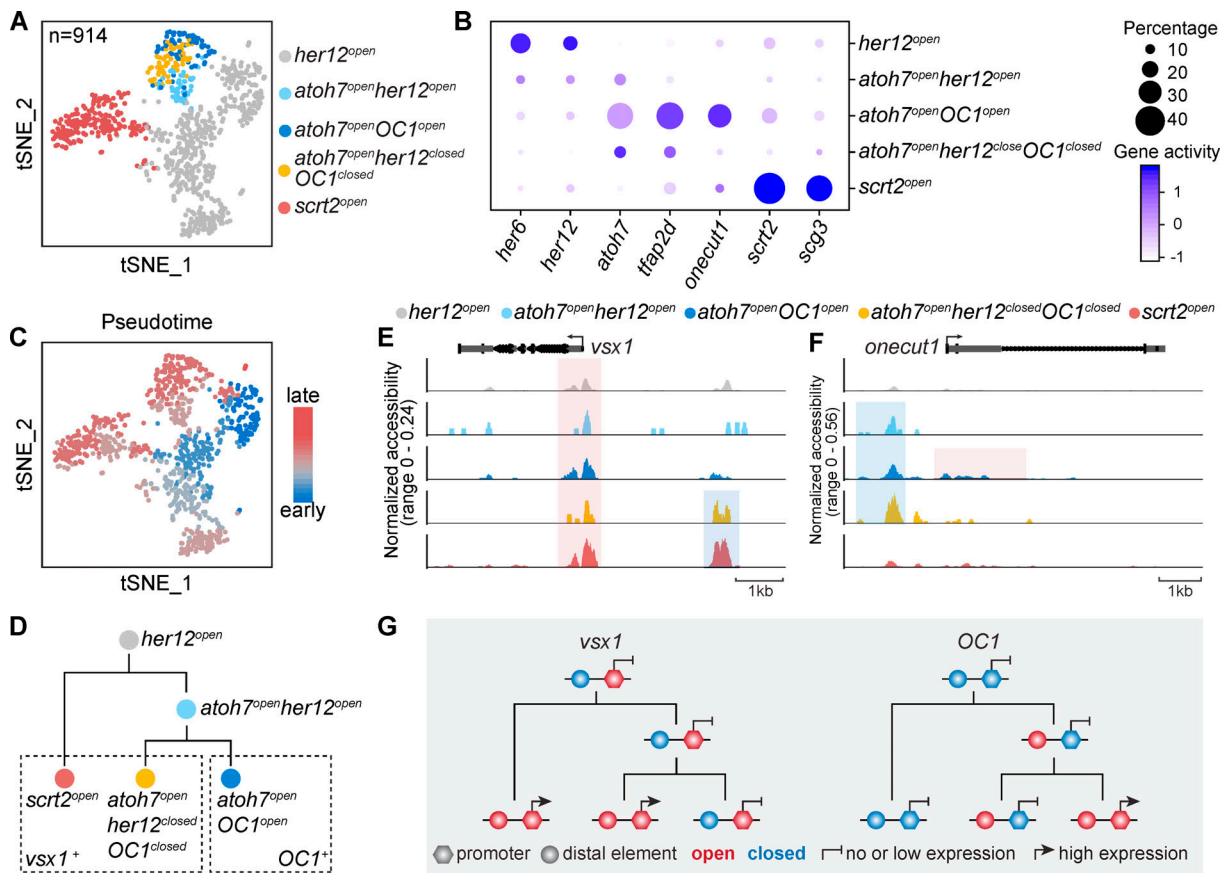 A
n=914
tSNE_2
tSNE_1
her12open
atoh7openher12open
atoh7openOC1open
atoh7openher12closed
OC1closed
scrt2open
B
her12open
atoh7openher12open
atoh7openOC1open
atoh7openher12closeOC1closed
scrt2open
her6
her12
atoh7
tfap2d
onecut1
scrt2
scg3
Percentage
10
20
30
40
Gene activity
1
0
-1
C
Pseudotime
tSNE_2
tSNE_1
late
early
her12open
atoh7openher12open
atoh7openOC1open
atoh7openher12closedOC1closed
scrt2open
E
vsx1
Normalized accessibility
(range 0 - 0.24)
1kb
F
onecut1
Normalized accessibility
(range 0 - 0.56)
1kb
D
her12open
atoh7openher12open
scrt2open
atoh7open
her12closed
OC1closed
atoh7open
OC1open
vsx1+
OC1+
G
vsx1
OC1
promoter
distal element
open
closed
no or low expression
high expression